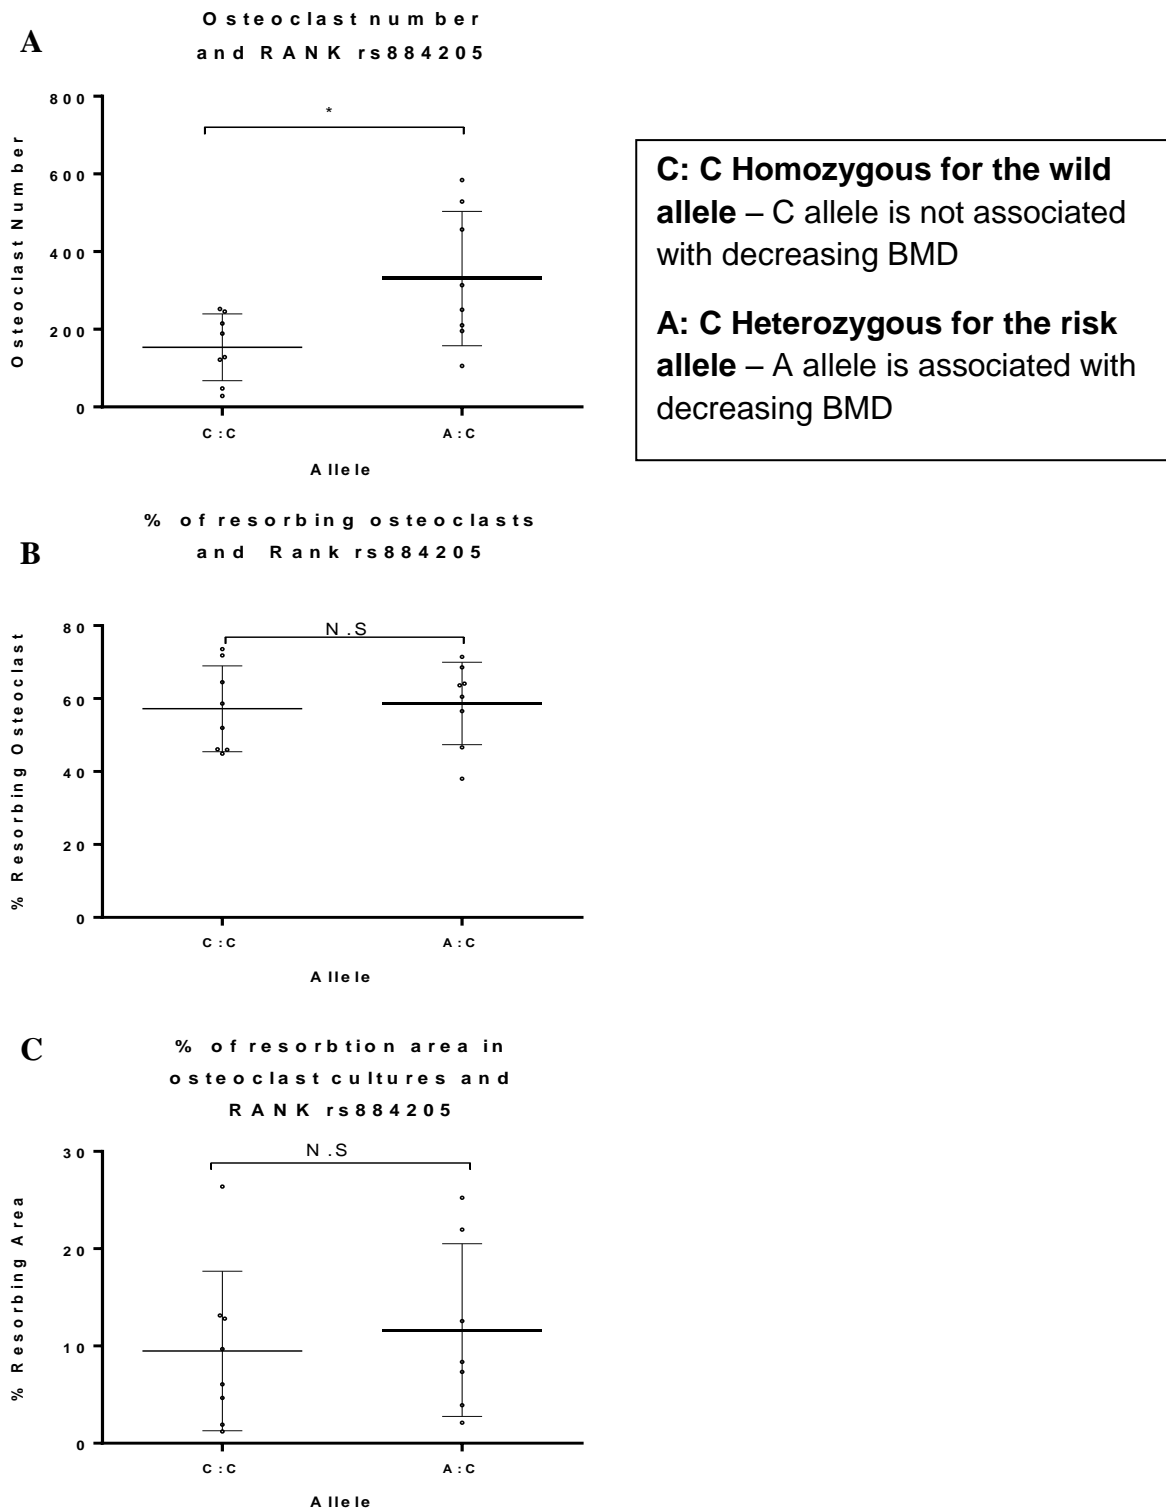 A
Osteoclast number
and RANK rs884205
800
600
400
200
0
Osteoclast Number
*
C:C
A:C
Allele
C: C Homozygous for the wild
allele – C allele is not associated
with decreasing BMD
A: C Heterozygous for the risk
allele – A allele is associated with
decreasing BMD
B
% of resorbing osteoclasts
and Rank rs884205
80
60
40
20
0
% Resorbing Osteoclast
N.S
C:C
A:C
Allele
C
% of resorbtion area in
osteoclast cultures and
RANK rs884205
30
20
10
0
% Resorbing Area
N.S
C:C
A:C
Allele